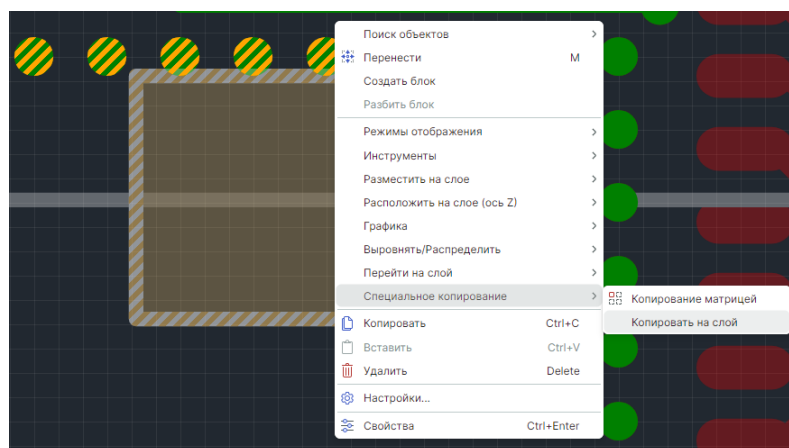 Поиск объектов
Перенести M
Создать блок
Разбить блок
Режимы отображения
Инструменты
Разместить на слое
Расположить на слое (ось Z)
Графика
Выровнять/Распределить
Перейти на слой
Специальное копирование
Копирование матрицей
Копировать на слой
Копировать Ctrl+C
Вставить Ctrl+V
Удалить Delete
Настройки...
Свойства Ctrl+Enter